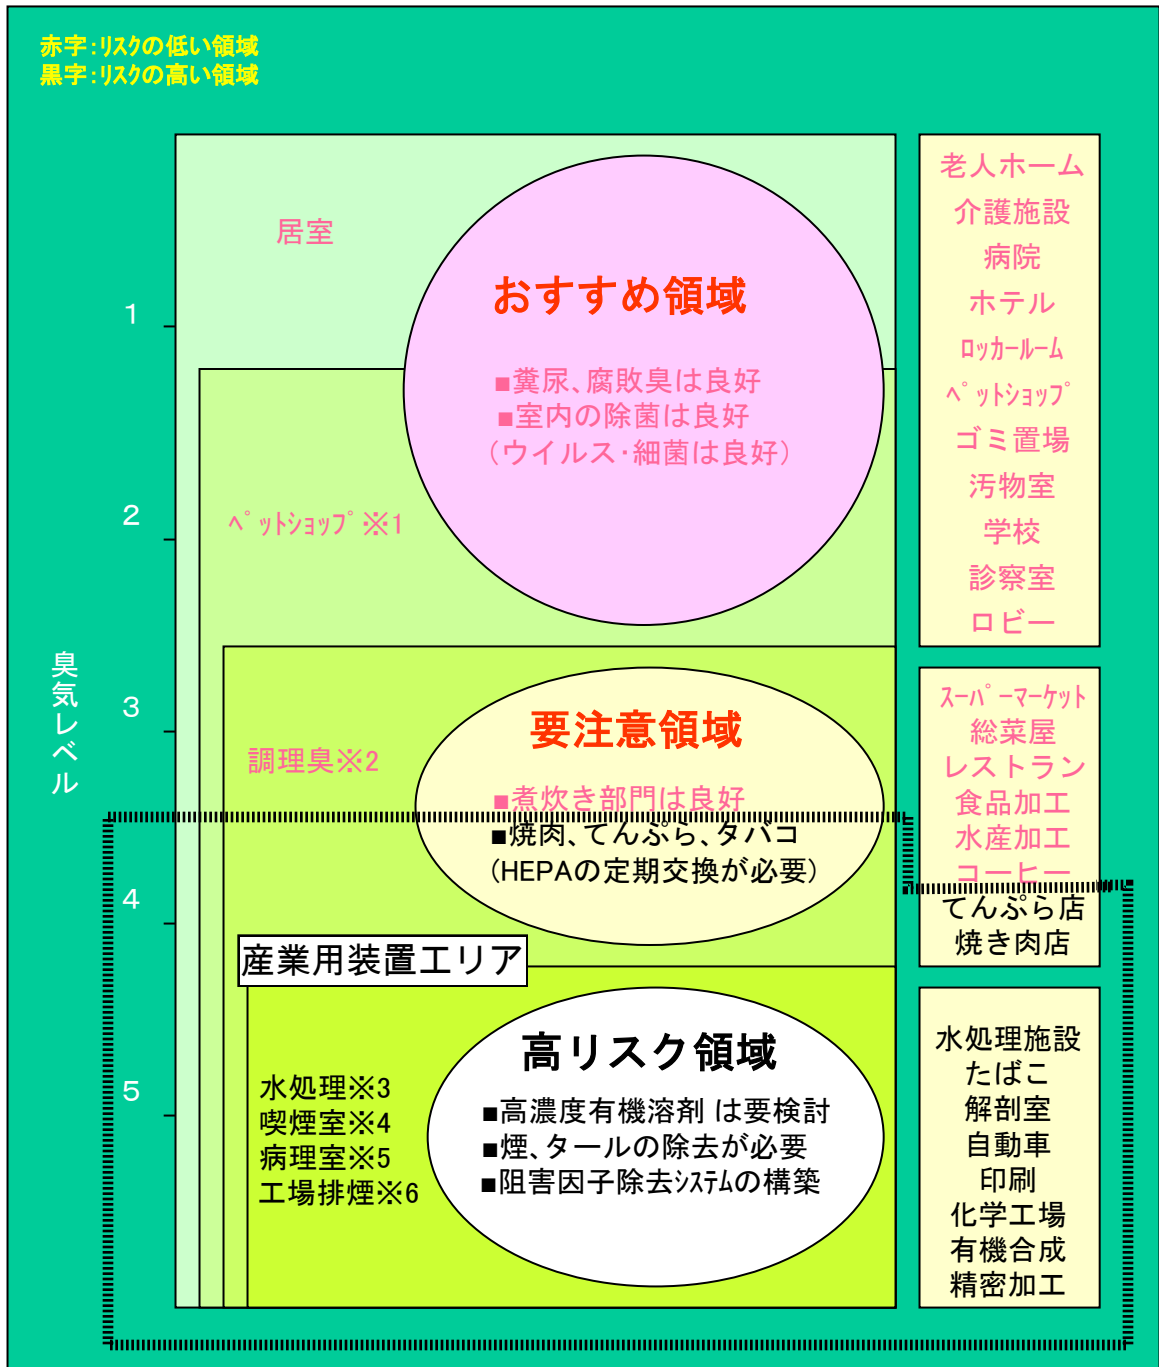 赤字:ﾘｽｸの低い領域
黒字:ﾘｽｸの高い領域
居室
おすすめ領域
■糞尿、腐敗臭は良好
■室内の除菌は良好
(ウイルス・細菌は良好)
ﾍﾟｯﾄｼｮｯﾌﾟ※1
調理臭※2
要注意領域
■煮炊き部門は良好
■焼肉、てんぷら、タバコ
(HEPAの定期交換が必要)
産業用装置エリア
水処理※3
喫煙室※4
病理室※5
工場排煙※6
高リスク領域
■高濃度有機溶剤 は要検討
■煙、タールの除去が必要
■阻害因子除去ｼｽﾃﾑの構築
臭気レベル
1
2
3
4
5
老人ホーム
介護施設
病院
ホテル
ﾛｯｶｰﾙｰﾑ
ﾍﾟｯﾄｼｮｯﾌﾟ
ゴミ置場
汚物室
学校
診察室
ロビー
ｽｰﾊﾟｰﾏｰｹｯﾄ
総菜屋
レストラン
食品加工
水産加工
コーヒー
てんぷら店
焼き肉店
水処理施設
たばこ
解剖室
自動車
印刷
化学工場
有機合成
精密加工